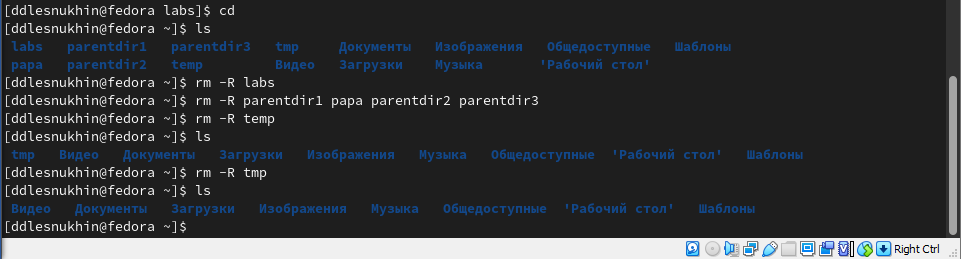 [ddlesnukhin@fedora labs]$ cd
[ddlesnukhin@fedora ~]$ ls
labs parentdir1 parentdir3 tmp Документы Изображения Общедоступные Шаблоны
papa parentdir2 temp Видео Загрузки Музыка 'Рабочий стол'
[ddlesnukhin@fedora ~]$ rm -R labs
[ddlesnukhin@fedora ~]$ rm -R parentdir1 papa parentdir2 parentdir3
[ddlesnukhin@fedora ~]$ rm -R temp
[ddlesnukhin@fedora ~]$ ls
tmp Видео Документы Загрузки Изображения Музыка Общедоступные 'Рабочий стол' Шаблоны
[ddlesnukhin@fedora ~]$ rm -R tmp
[ddlesnukhin@fedora ~]$ ls
Видео Документы Загрузки Изображения Музыка Общедоступные 'Рабочий стол' Шаблоны
[ddlesnukhin@fedora ~]$
Right Ctrl